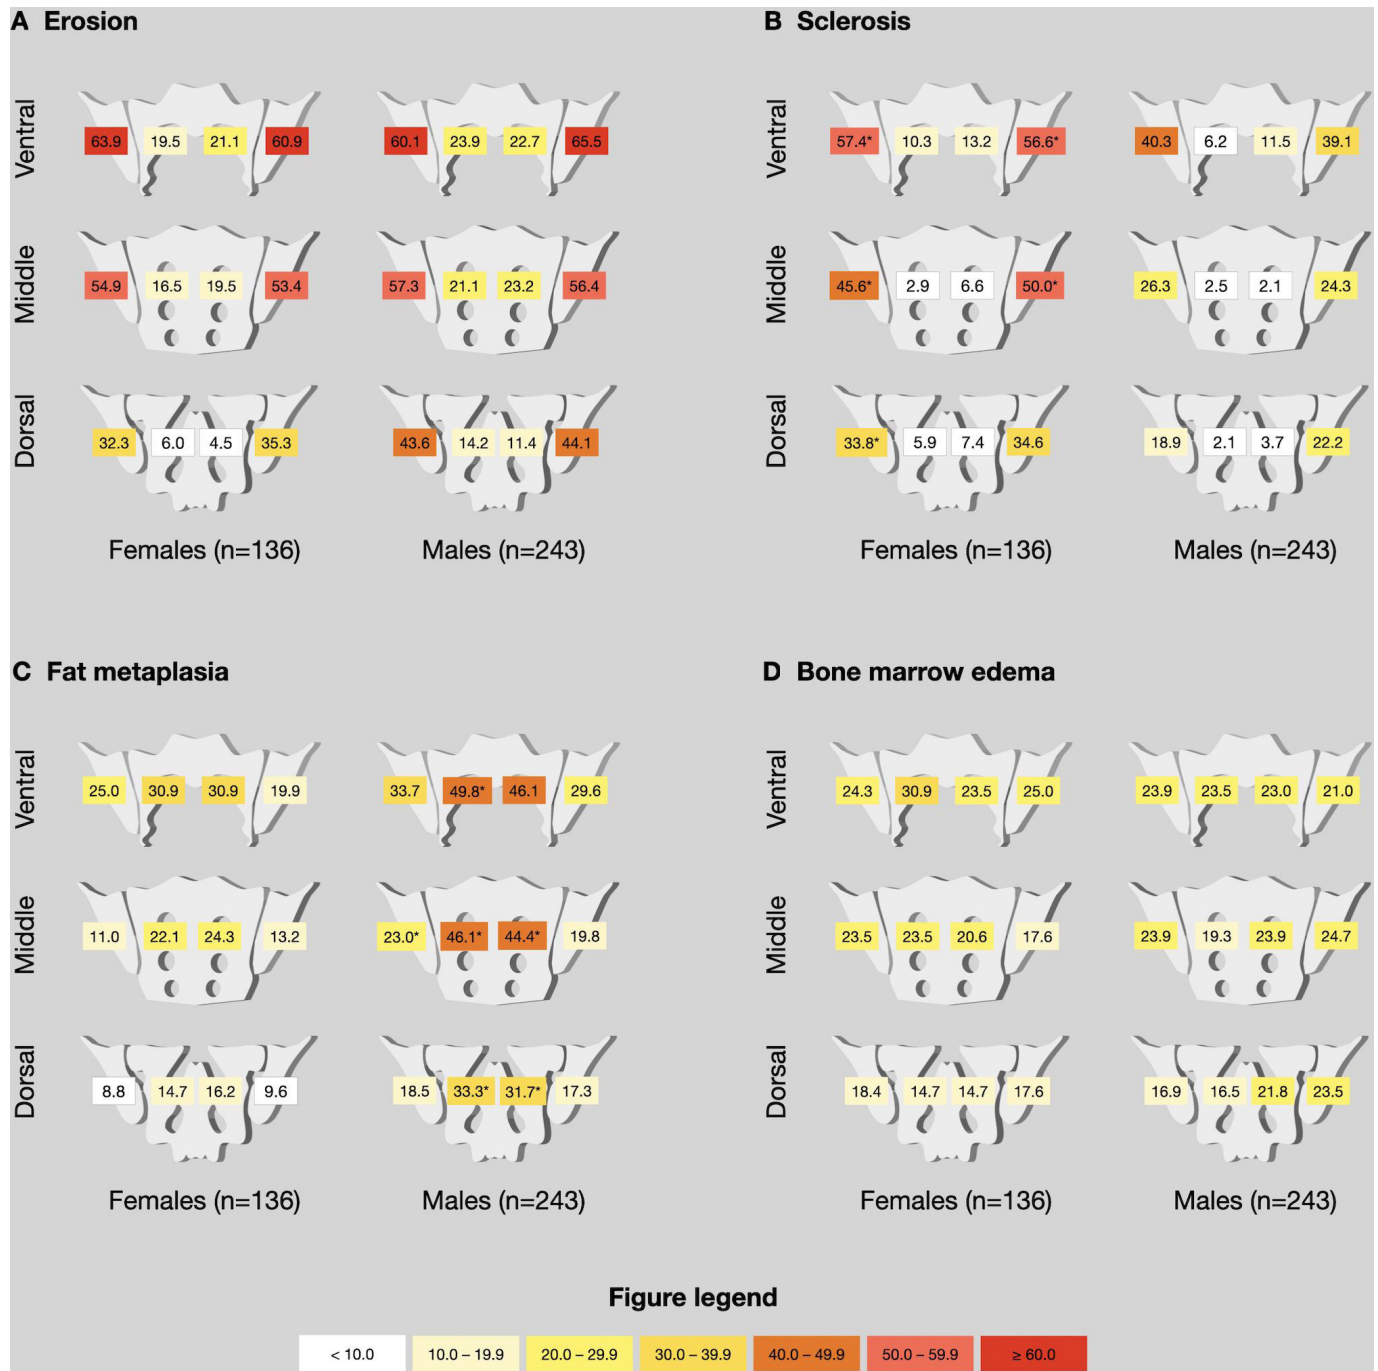 A Erosion
B Sclerosis
Ventral
63.9 19.5 21.1 60.9
60.1 23.9 22.7 65.5
Ventral
57.4* 10.3 13.2 56.6*
40.3 6.2 11.5 39.1
Middle
54.9 16.5 19.5 53.4
57.3 21.1 23.2 56.4
Middle
45.6* 2.9 6.6 50.0*
26.3 2.5 2.1 24.3
Dorsal
32.3 6.0 4.5 35.3
43.6 14.2 11.4 44.1
Dorsal
33.8* 5.9 7.4 34.6
18.9 2.1 3.7 22.2
Females (n=136)
Males (n=243)
Females (n=136)
Males (n=243)
C Fat metaplasia
D Bone marrow edema
Ventral
25.0 30.9 30.9 19.9
33.7 49.8* 46.1 29.6
Ventral
24.3 30.9 23.5 25.0
23.9 23.5 23.0 21.0
Middle
11.0 22.1 24.3 13.2
23.0* 46.1* 44.4* 19.8
Middle
23.5 23.5 20.6 17.6
23.9 19.3 23.9 24.7
Dorsal
8.8 14.7 16.2 9.6
18.5 33.3* 31.7* 17.3
Dorsal
18.4 14.7 14.7 17.6
16.9 16.5 21.8 23.5
Females (n=136)
Males (n=243)
Females (n=136)
Males (n=243)
Figure legend
< 10.0
10.0 – 19.9
20.0 – 29.9
30.0 – 39.9
40.0 – 49.9
50.0 – 59.9
≥ 60.0